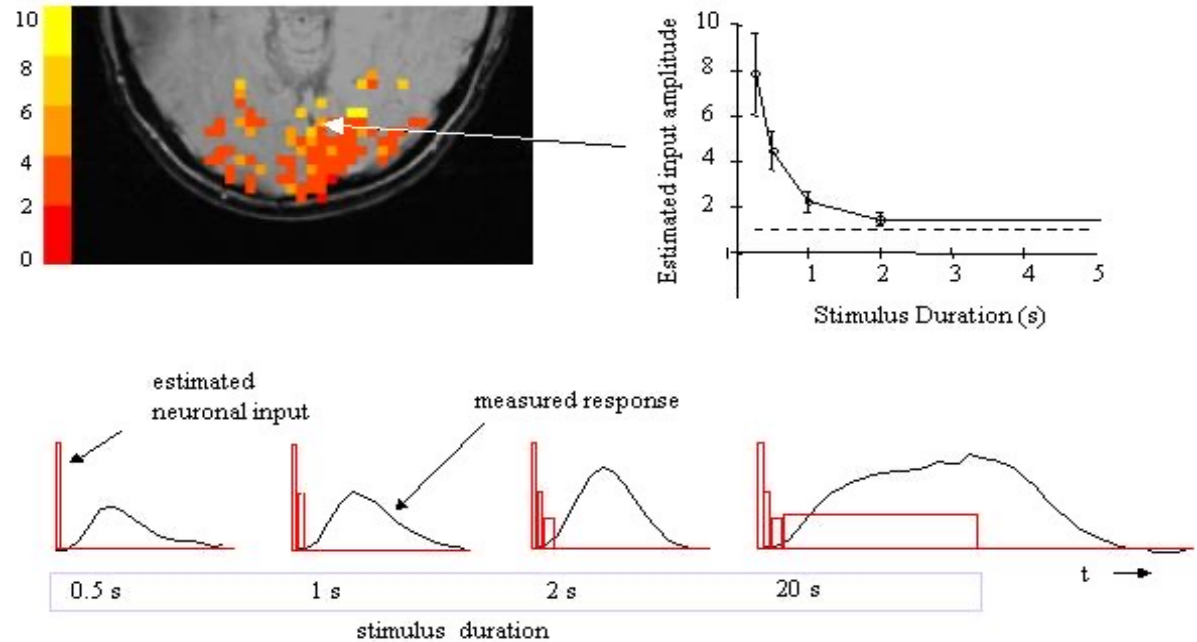 10
8
6
4
2
0
10
8
6
4
2
Estimated input amplitude
1 2 3 4 5
Stimulus Duration (s)
estimated
neuronal input
measured response
t
0.5 s 1 s 2 s 20 s
stimulus duration